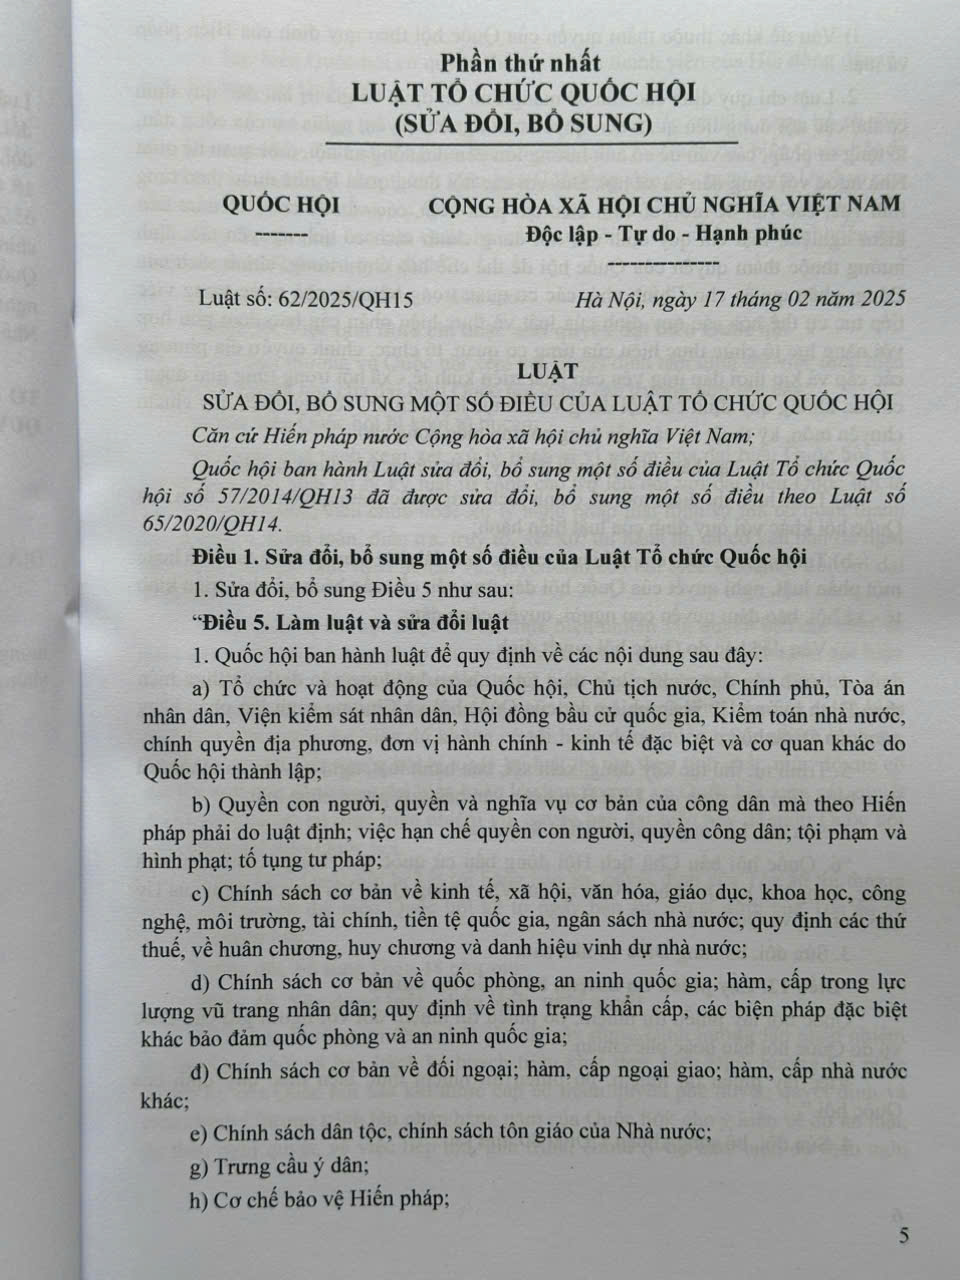 Phần thứ nhất
LUẬT TỔ CHỨC QUỐC HỘI
(SỬA ĐỔI, BỔ SUNG)
QUỐC HỘI
-------
CỘNG HÒA XÃ HỘI CHỦ NGHĨA VIỆT NAM
Độc lập - Tự do - Hạnh phúc
---------------
Luật số: 62/2025/QH15
Hà Nội, ngày 17 tháng 02 năm 2025
LUẬT
SỬA ĐỔI, BỔ SUNG MỘT SỐ ĐIỀU CỦA LUẬT TỔ CHỨC QUỐC HỘI
Căn cứ Hiến pháp nước Cộng hòa xã hội chủ nghĩa Việt Nam;
Quốc hội ban hành Luật sửa đổi, bổ sung một số điều của Luật Tổ chức Quốc
hội số 57/2014/QH13 đã được sửa đổi, bổ sung một số điều theo Luật số
65/2020/QH14.
Điều 1. Sửa đổi, bổ sung một số điều của Luật Tổ chức Quốc hội
1. Sửa đổi, bổ sung Điều 5 như sau:
“Điều 5. Làm luật và sửa đổi luật
1. Quốc hội ban hành luật để quy định về các nội dung sau đây:
a) Tổ chức và hoạt động của Quốc hội, Chủ tịch nước, Chính phủ, Tòa án
nhân dân, Viện kiểm sát nhân dân, Hội đồng bầu cử quốc gia, Kiểm toán nhà nước,
chính quyền địa phương, đơn vị hành chính - kinh tế đặc biệt và cơ quan khác do
Quốc hội thành lập;
b) Quyền con người, quyền và nghĩa vụ cơ bản của công dân mà theo Hiến
pháp phải do luật định; việc hạn chế quyền con người, quyền công dân; tội phạm và
hình phạt; tố tụng tư pháp;
c) Chính sách cơ bản về kinh tế, xã hội, văn hóa, giáo dục, khoa học, công
nghệ, môi trường, tài chính, tiền tệ quốc gia, ngân sách nhà nước; quy định các thứ
thuế, về huân chương, huy chương và danh hiệu vinh dự nhà nước;
d) Chính sách cơ bản về quốc phòng, an ninh quốc gia; hàm, cấp trong lực
lượng vũ trang nhân dân; quy định về tình trạng khẩn cấp, các biện pháp đặc biệt
khác bảo đảm quốc phòng và an ninh quốc gia;
đ) Chính sách cơ bản về đối ngoại; hàm, cấp ngoại giao; hàm, cấp nhà nước
khác;
e) Chính sách dân tộc, chính sách tôn giáo của Nhà nước;
g) Trưng cầu ý dân;
h) Cơ chế bảo vệ Hiến pháp;
5